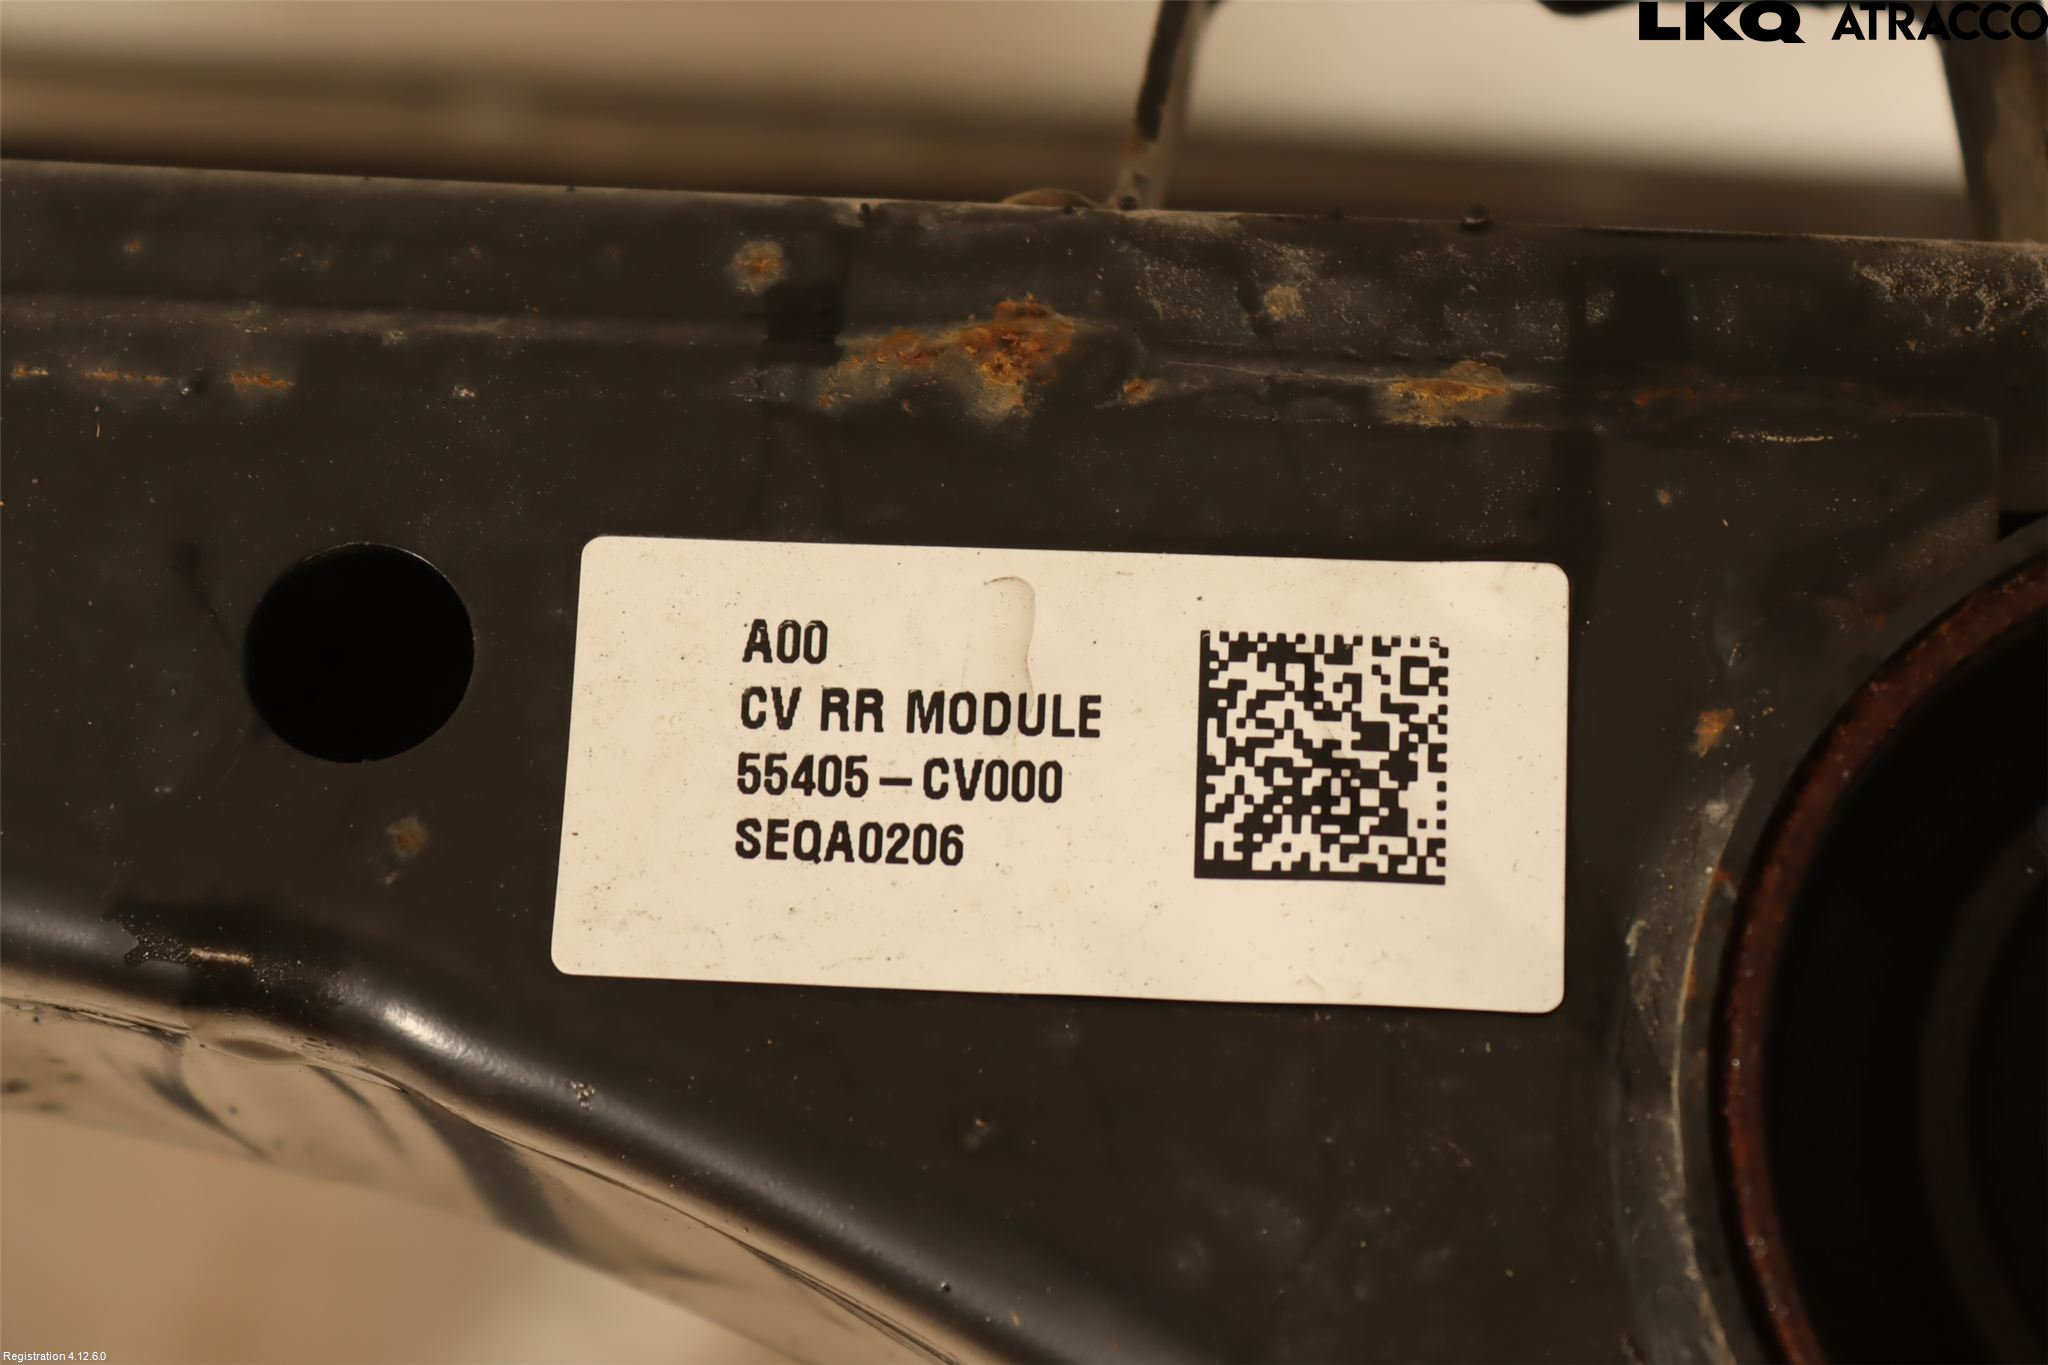 LKQ ATRACCO
A00
CV RR MODULE
55405-CV000
SEQA0206
Registration 4.12.6.0